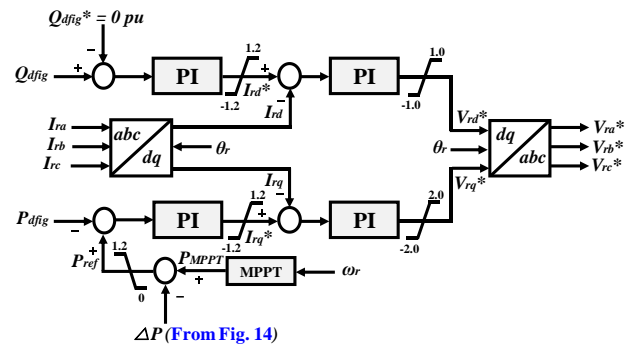 Qdfig* = 0 pu
− 1.2 1.0
Qdfig + PI + PI
-1.2 Ird* − -1.0
Ird Vrd*
Ira abc dq Vra*
Irb θr θr Vrb*
Irc dq abc Vrc*
Irq Vrq*
1.2 − 2.0
Pdfig − PI + PI
+ -1.2 Irq* -2.0
Pref 1.2 PMPPT
0 + MPPT ωr
−
△P (From Fig. 14)